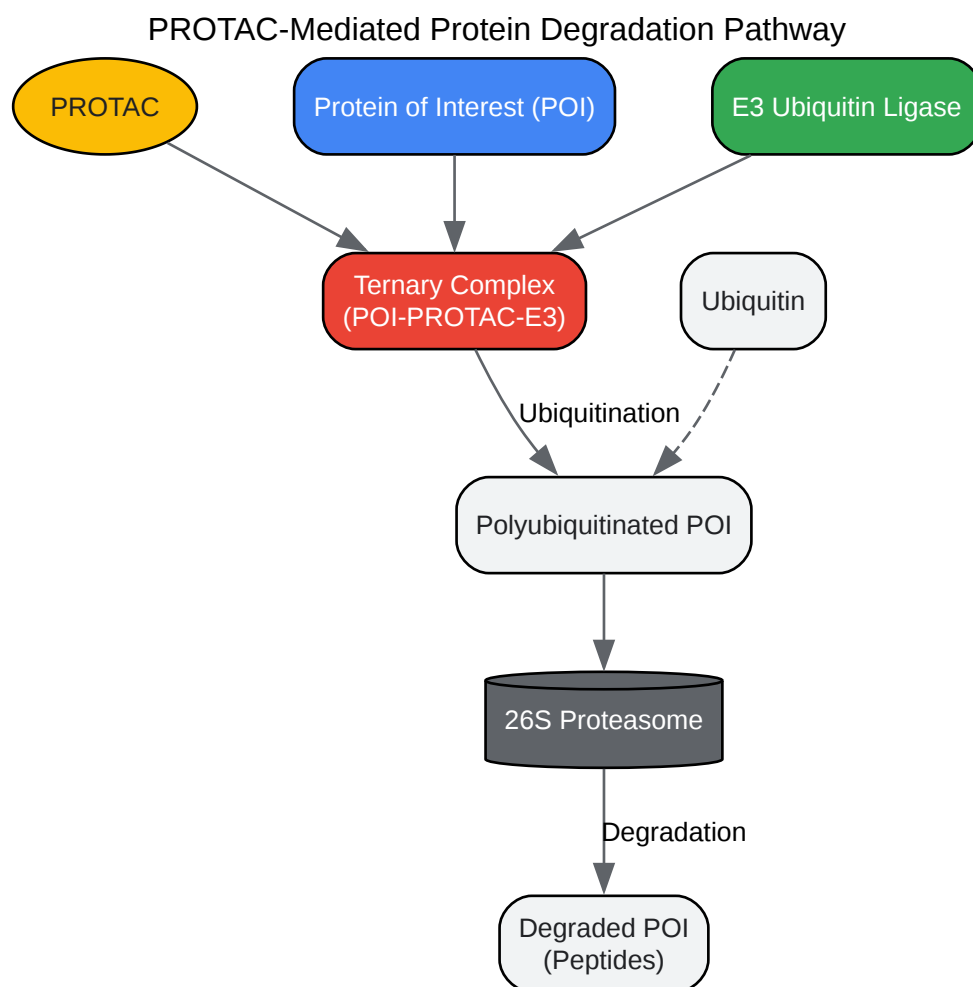 PROTAC-Mediated Protein Degradation Pathway
PROTAC
Protein of Interest (POI)
E3 Ubiquitin Ligase
Ternary Complex
(POI-PROTAC-E3)
Ubiquitin
Ubiquitination
Polyubiquitinated POI
26S Proteasome
Degradation
Degraded POI
(Peptides)